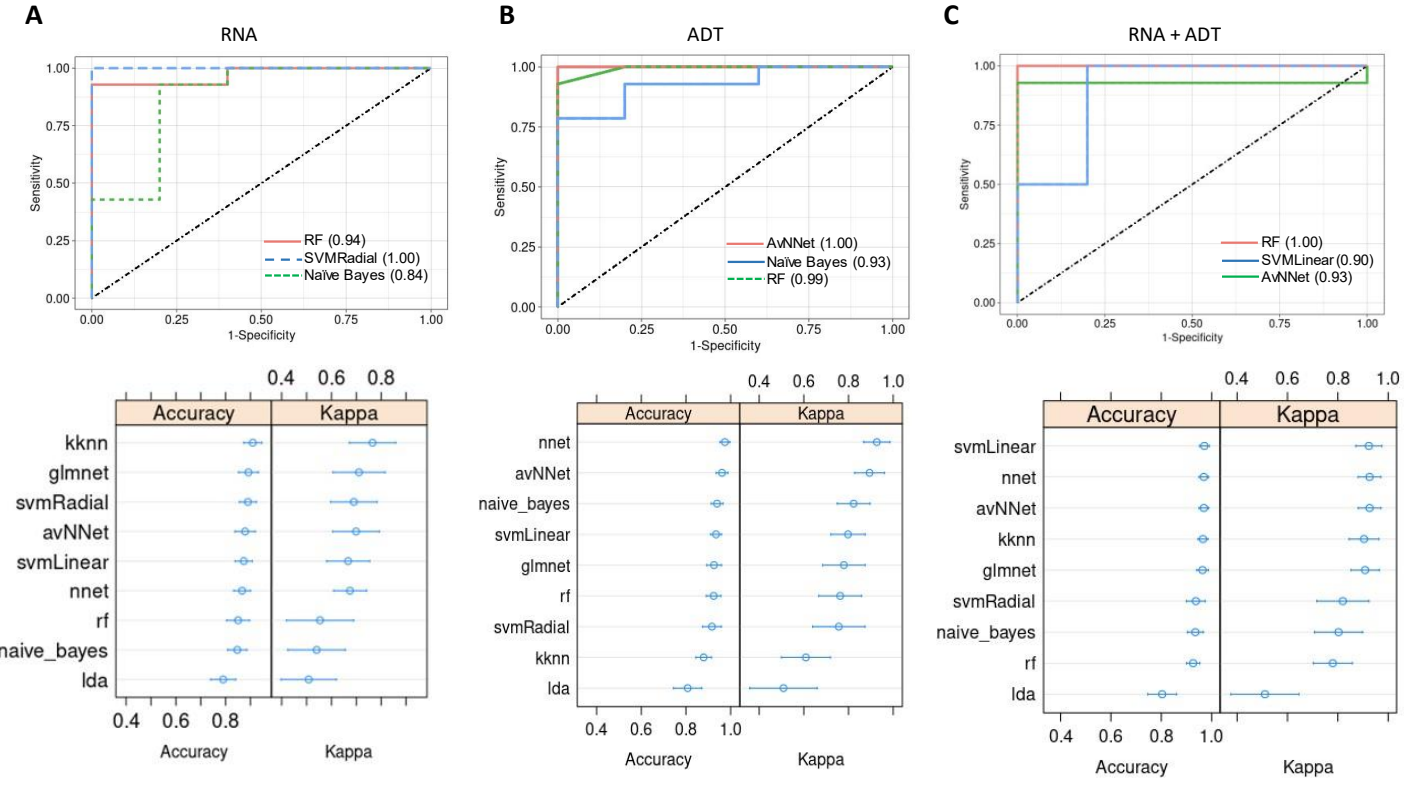 A
RNA
1.00
0.75
0.50
0.25
0.00
Sensitivity
RF (0.94)
SVMRadial (1.00)
Naïve Bayes (0.84)
0.00 0.25 0.50 0.75 1.00
1-Specificity
0.4 0.6 0.8
Accuracy Kappa
kknn
glmnet
svmRadial
avNNet
svmLinear
nnet
rf
naive_bayes
lda
0.4 0.6 0.8
Accuracy Kappa
B
ADT
1.00
0.75
0.50
0.25
0.00
Sensitivity
AvNNet (1.00)
Naïve Bayes (0.93)
RF (0.99)
0.00 0.25 0.50 0.75 1.00
1-Specificity
0.4 0.6 0.8 1.0
Accuracy Kappa
nnet
avNNet
naive_bayes
svmLinear
glmnet
rf
svmRadial
kknn
lda
0.4 0.6 0.8 1.0
Accuracy Kappa
C
RNA + ADT
1.00
0.75
0.50
0.25
0.00
Sensitivity
RF (1.00)
SVMLinear (0.90)
AvNNet (0.93)
0.00 0.25 0.50 0.75 1.00
1-Specificity
0.4 0.6 0.8 1.0
Accuracy Kappa
svmLinear
nnet
avNNet
kknn
glmnet
svmRadial
naive_bayes
rf
lda
0.4 0.6 0.8 1.0
Accuracy Kappa